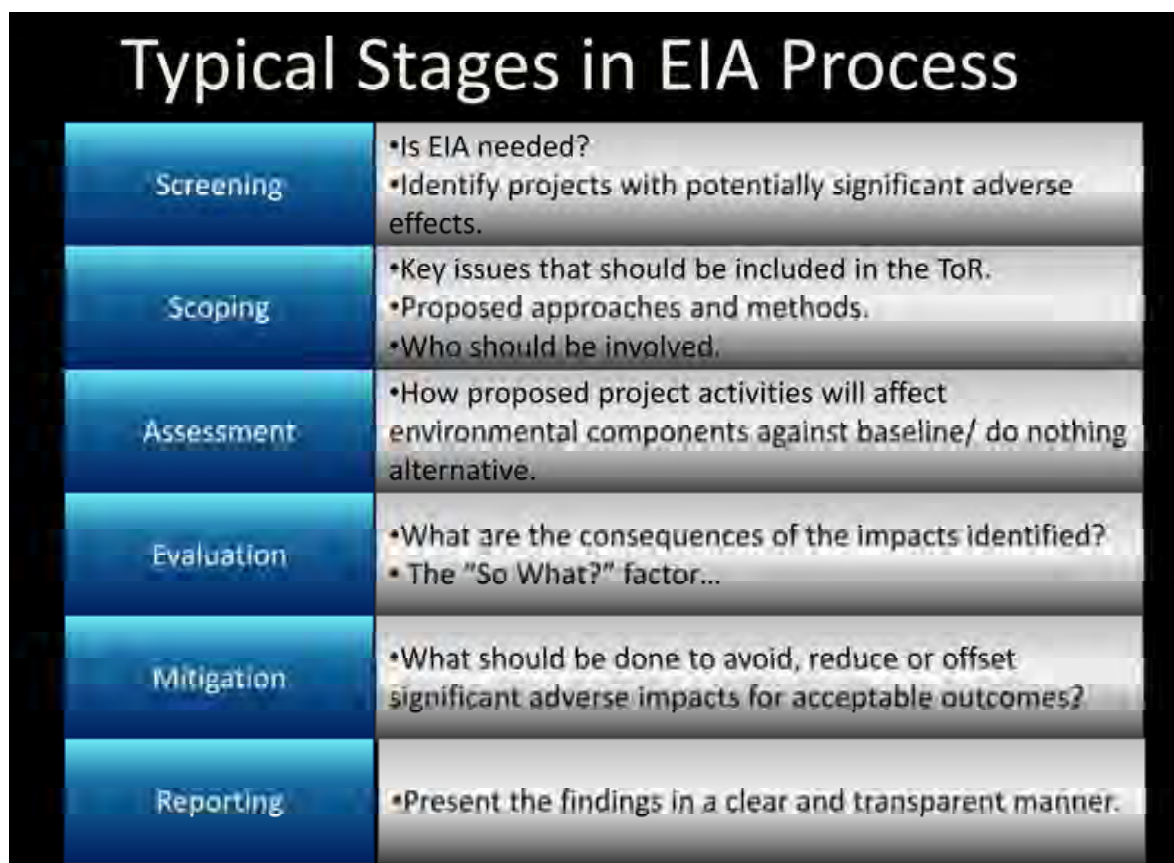 Typical Stages in EIA Process
Screening
•Is EIA needed?
•Identify projects with potentially significant adverse
effects.
Scoping
•Key issues that should be included in the ToR.
•Proposed approaches and methods.
•Who should be involved.
Assessment
•How proposed project activities will affect
environmental components against baseline/ do nothing
alternative.
Evaluation
•What are the consequences of the impacts identified?
• The "So What?" factor...
Mitigation
•What should be done to avoid, reduce or offset
significant adverse impacts for acceptable outcomes?
Reporting
•Present the findings in a clear and transparent manner.